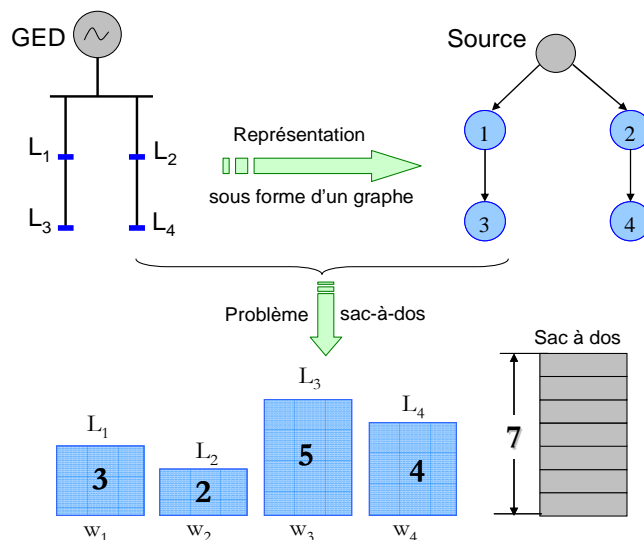 GED
Source
L1
L2
L3
L4
Représentation
sous forme d'un graphe
1
2
3
4
Problème sac-à-dos
Sac à dos
L1
L2
L3
L4
3
2
5
4
7
w1
w2
w3
w4